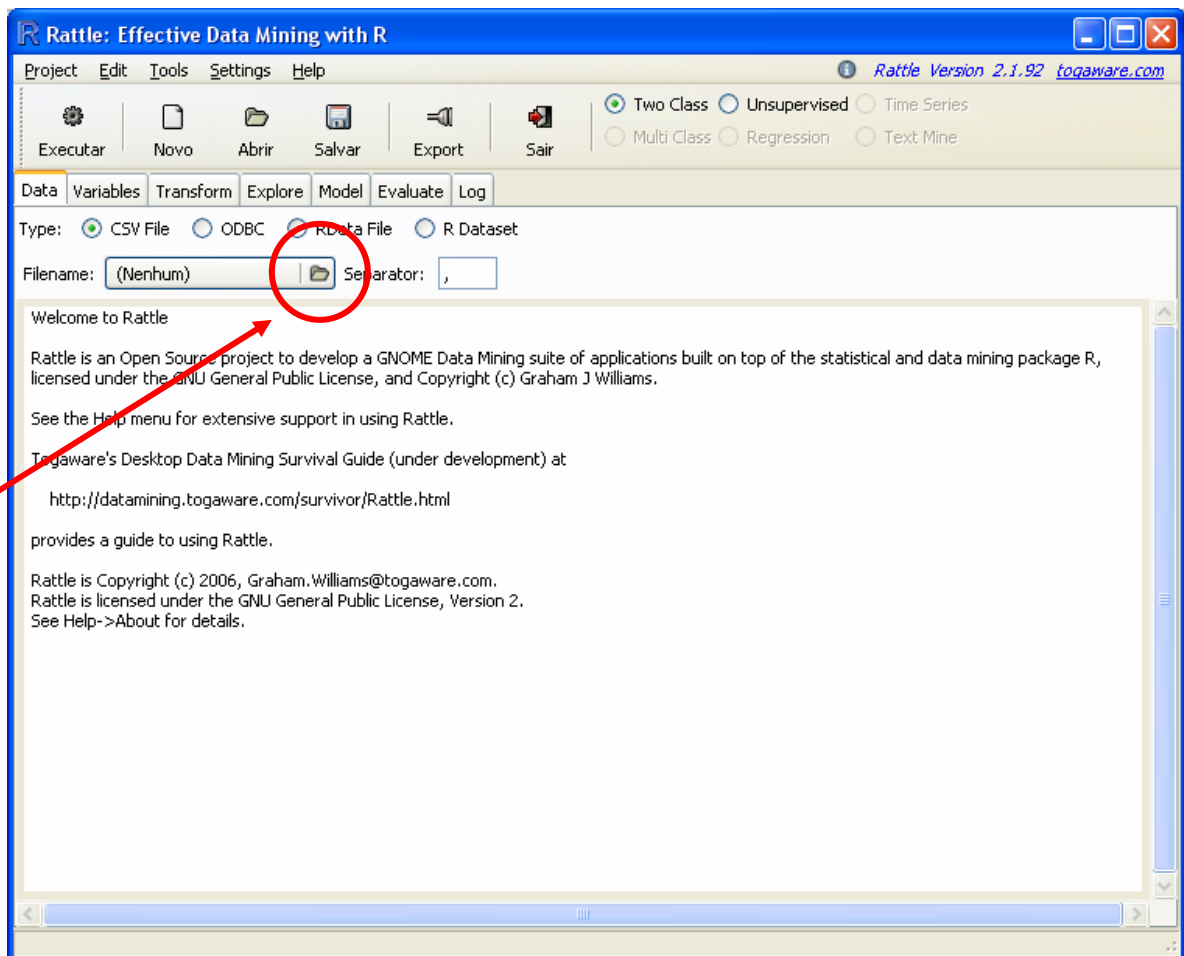 Rattle: Effective Data Mining with R
Project Edit Tools Settings Help Rattle Version 2.1.92 togaware.com
Executar Novo Abrir Salvar Export Sair
Two Class Unsupervised Time Series
Multi Class Regression Text Mine
Data Variables Transform Explore Model Evaluate Log
Type: CSV File ODBC RData File R Dataset
Filename: (Nenhum) Separator: ,
Welcome to Rattle
Rattle is an Open Source project to develop a GNOME Data Mining suite of applications built on top of the statistical and data mining package R,
licensed under the GNU General Public License, and Copyright (c) Graham J Williams.
See the Help menu for extensive support in using Rattle.
Togaware's Desktop Data Mining Survival Guide (under development) at
http://datamining.togaware.com/survivor/Rattle.html
provides a guide to using Rattle.
Rattle is Copyright (c) 2006, Graham.Williams@togaware.com.
Rattle is licensed under the GNU General Public License, Version 2.
See Help->About for details.